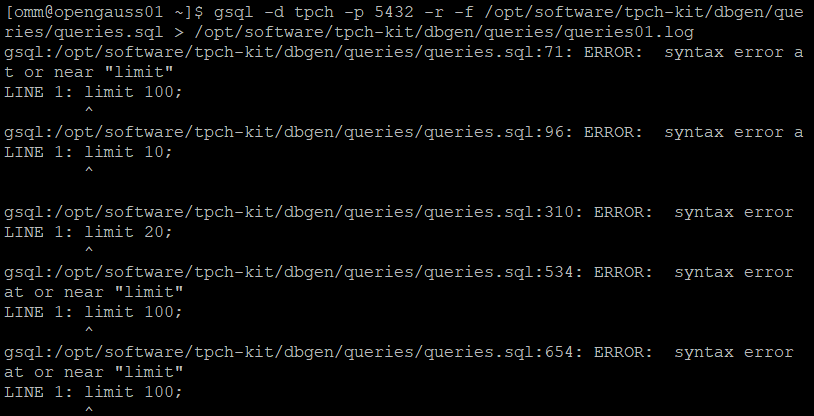 [omm@opengauss01 ~]$ gsql -d tpch -p 5432 -r -f /opt/software/tpch-kit/dbgen/que
ries/queries.sql > /opt/software/tpch-kit/dbgen/queries/queries01.log
gsql:/opt/software/tpch-kit/dbgen/queries/queries.sql:71: ERROR:  syntax error a
t or near "limit"
LINE 1: limit 100;
        ^
gsql:/opt/software/tpch-kit/dbgen/queries/queries.sql:96: ERROR:  syntax error a
LINE 1: limit 10;
        ^
gsql:/opt/software/tpch-kit/dbgen/queries/queries.sql:310: ERROR:  syntax error
LINE 1: limit 20;
        ^
gsql:/opt/software/tpch-kit/dbgen/queries/queries.sql:534: ERROR:  syntax error
at or near "limit"
LINE 1: limit 100;
        ^
gsql:/opt/software/tpch-kit/dbgen/queries/queries.sql:654: ERROR:  syntax error
at or near "limit"
LINE 1: limit 100;
        ^